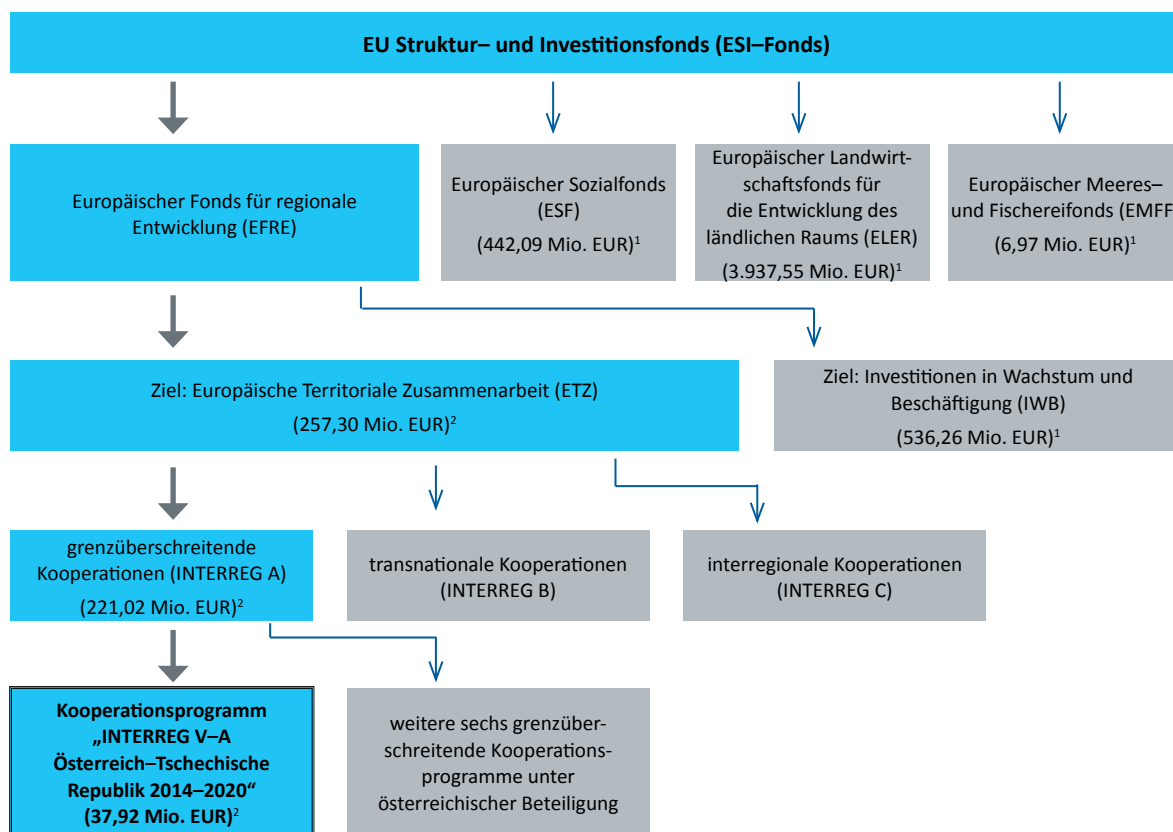 EU Struktur– und Investitionsfonds (ESI–Fonds)
Europäischer Fonds für regionale
Entwicklung (EFRE)
Europäischer Sozialfonds
(ESF)
(442,09 Mio. EUR)1
Europäischer Landwirt-
schaftsfonds für
die Entwicklung des
ländlichen Raums (ELER)
(3.937,55 Mio. EUR)1
Europäischer Meeres–
und Fischereifonds (EMFF)
(6,97 Mio. EUR)1
Ziel: Europäische Territoriale Zusammenarbeit (ETZ)
(257,30 Mio. EUR)2
Ziel: Investitionen in Wachstum und
Beschäftigung (IWB)
(536,26 Mio. EUR)1
grenzüberschreitende
Kooperationen (INTERREG A)
(221,02 Mio. EUR)2
transnationale Kooperationen
(INTERREG B)
interregionale Kooperationen
(INTERREG C)
Kooperationsprogramm
„INTERREG V–A
Österreich–Tschechische
Republik 2014–2020“
(37,92 Mio. EUR)2
weitere sechs grenzüber-
schreitende Kooperations-
programme unter
österreichischer Beteiligung